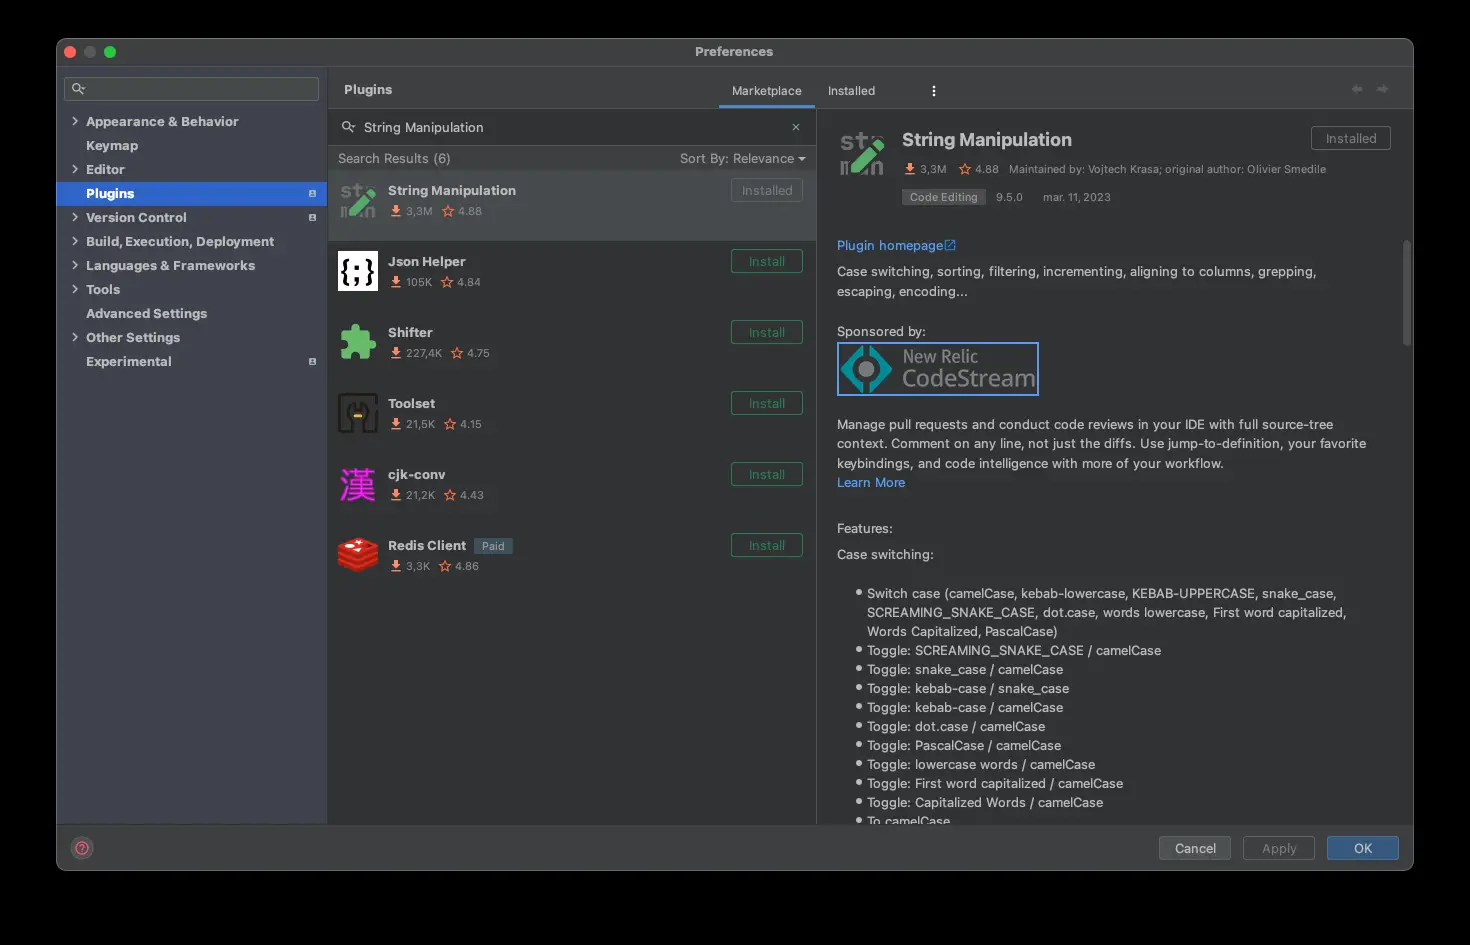 Preferences
Appearance & Behavior
Keymap
Editor
Plugins
Version Control
Build, Execution, Deployment
Languages & Frameworks
Tools
Advanced Settings
Other Settings
Experimental
Plugins
Marketplace
Installed
String Manipulation
Search Results (6)
Sort By: Relevance
String Manipulation
3,3M 4.88
Installed
Json Helper
105K 4.84
Install
Shifter
227,4K 4.75
Install
Toolset
21,5K 4.15
Install
漢
cjk-conv
21,2K 4.43
Install
Redis Client Paid
3,3K 4.86
Install
String Manipulation
Installed
3,3M 4.88 Maintained by: Vojtech Krasa; original author: Olivier Smedile
Code Editing 9.5.0 mar. 11, 2023
Plugin homepage
Case switching, sorting, filtering, incrementing, aligning to columns, grepping,
escaping, encoding...
Sponsored by:
New Relic
CodeStream
Manage pull requests and conduct code reviews in your IDE with full source-tree
context. Comment on any line, not just the diffs. Use jump-to-definition, your favorite
keybindings, and code intelligence with more of your workflow.
Learn More
Features:
Case switching:
Switch case (camelCase, kebab-lowercase, KEBAB-UPPERCASE, snake_case,
SCREAMING_SNAKE_CASE, dot.case, words lowercase, First word capitalized,
Words Capitalized, PascalCase)
Toggle: SCREAMING_SNAKE_CASE / camelCase
Toggle: snake_case / camelCase
Toggle: kebab-case / snake_case
Toggle: kebab-case / camelCase
Toggle: dot.case / camelCase
Toggle: PascalCase / camelCase
Toggle: lowercase words / camelCase
Toggle: First word capitalized / camelCase
Toggle: Capitalized Words / camelCase
To camelCase
Cancel
Apply
OK